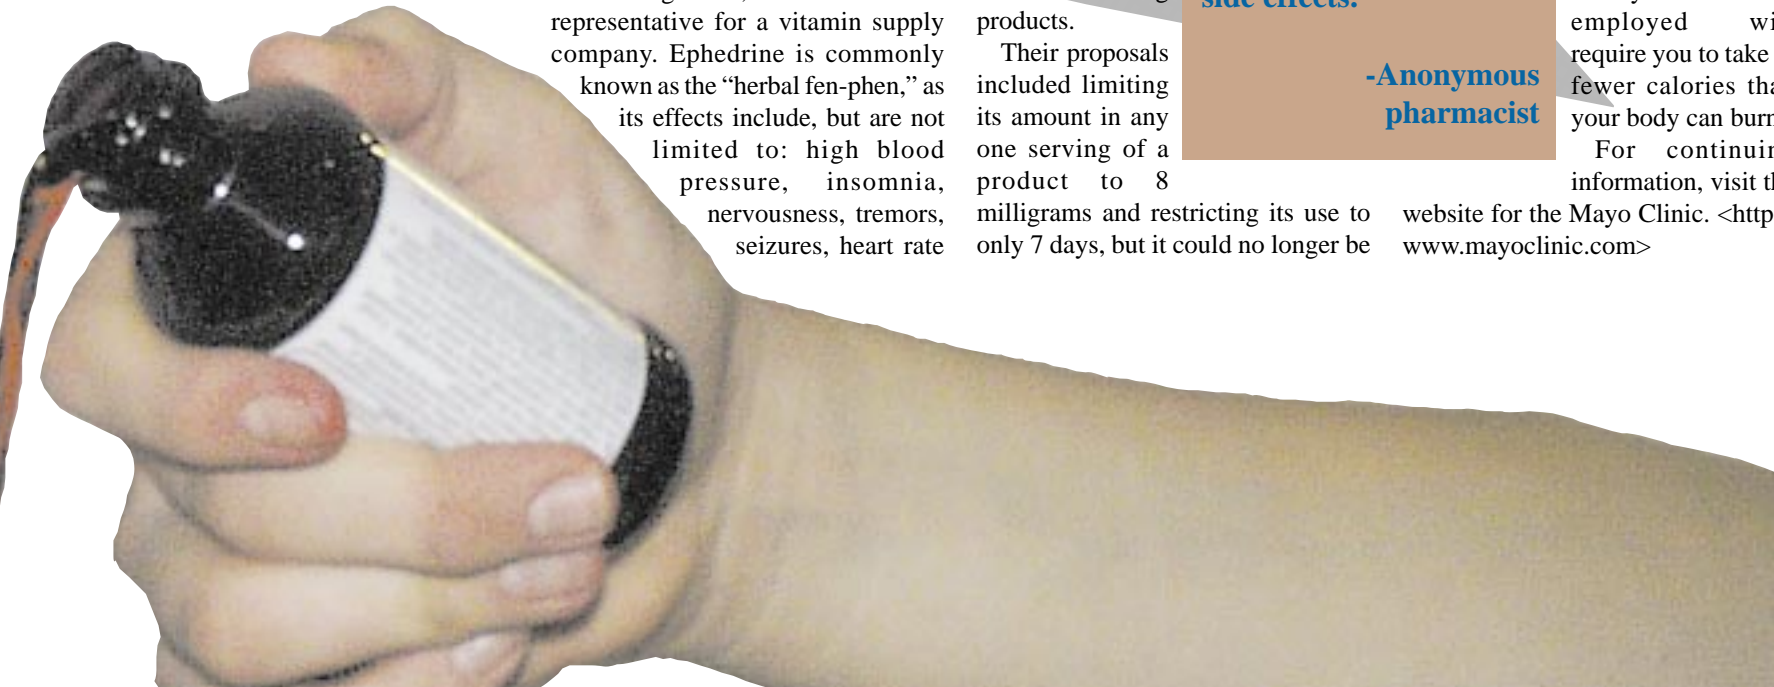 representative for a vitamin supply
company. Ephedrine is commonly
known as the “herbal fen-phen,” as
its effects include, but are not
limited to: high blood
pressure, insomnia,
nervousness, tremors,
seizures, heart rate
products.
Their proposals
included limiting
its amount in any
one serving of a
product to 8
milligrams and restricting its use to
only 7 days, but it could no longer be
side effects.
-Anonymous
pharmacist
employed
require you to take
fewer calories
your body can burn
For
information, visit
website for the Mayo Clinic. <http
www.mayoclinic.com>